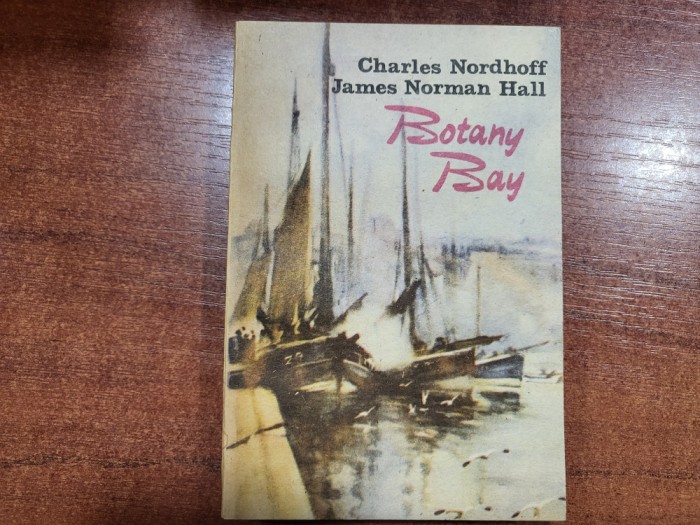 Charles Nordhoff
James Norman Hall
Botany
Bay